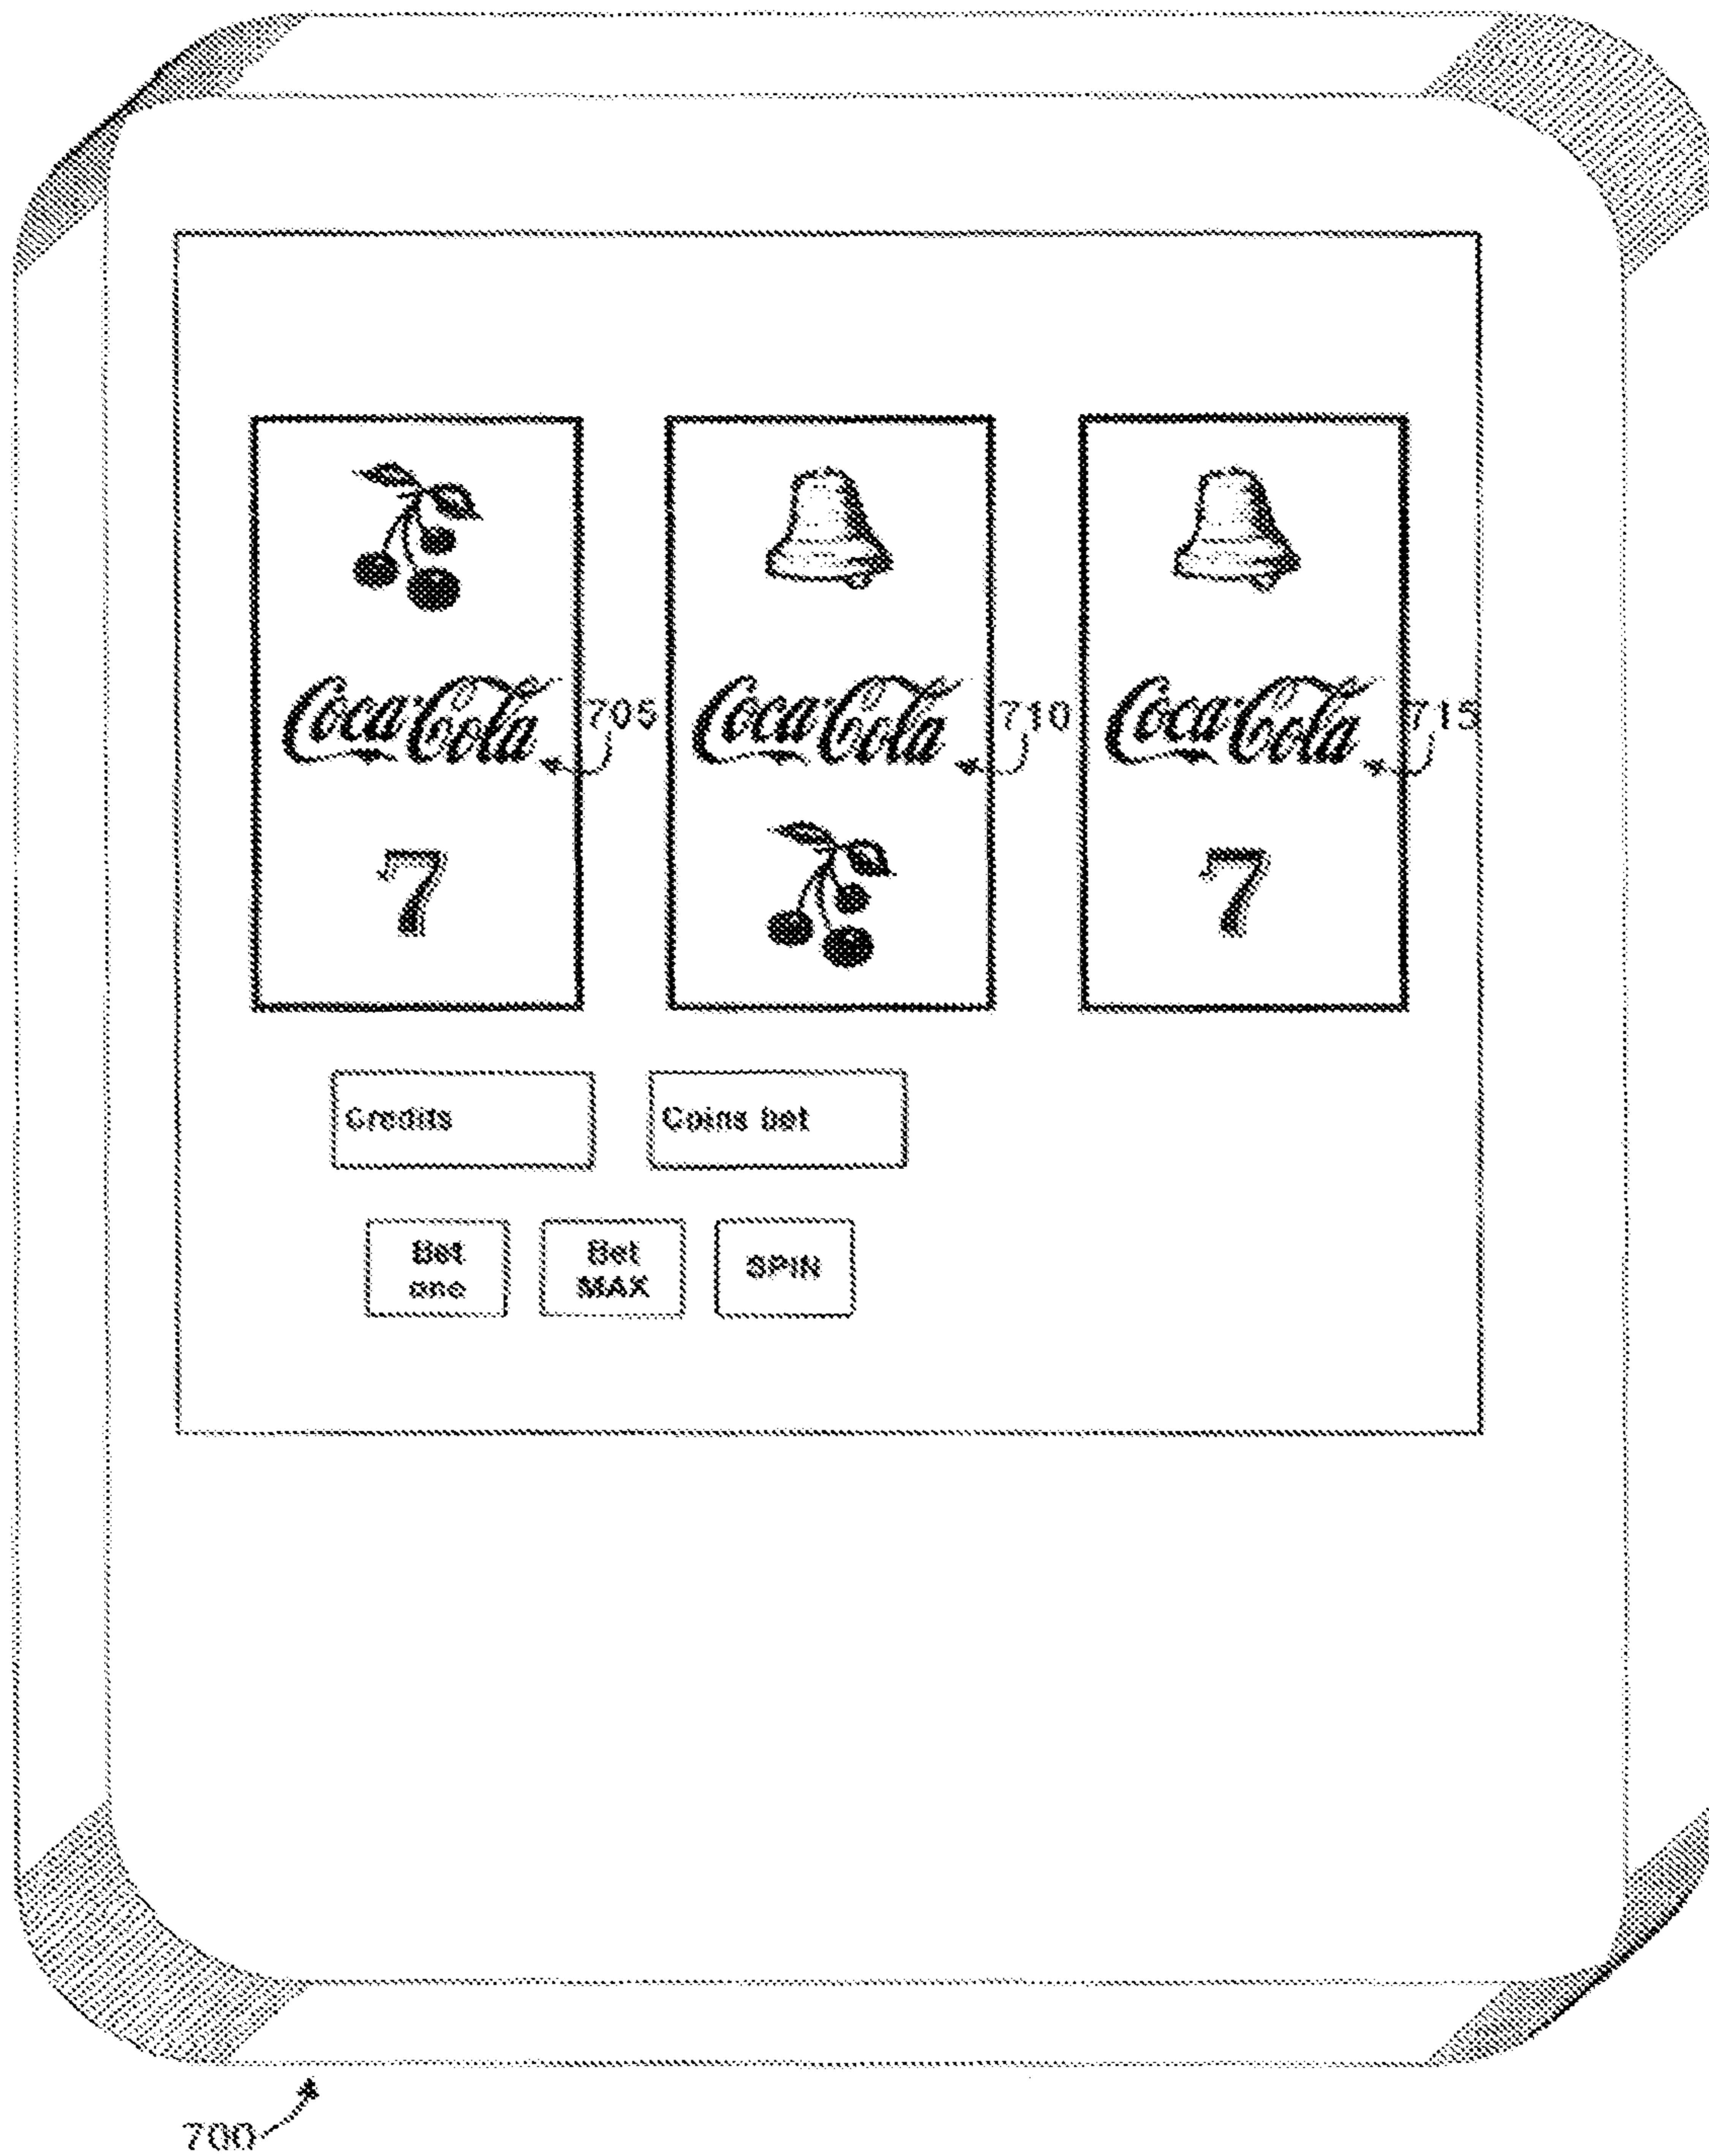 Coca-Cola 705 Coca-Cola 710 Coca-Cola 715
7 7
Credits Coins bet
Bet one Bet MAX SPIN
700